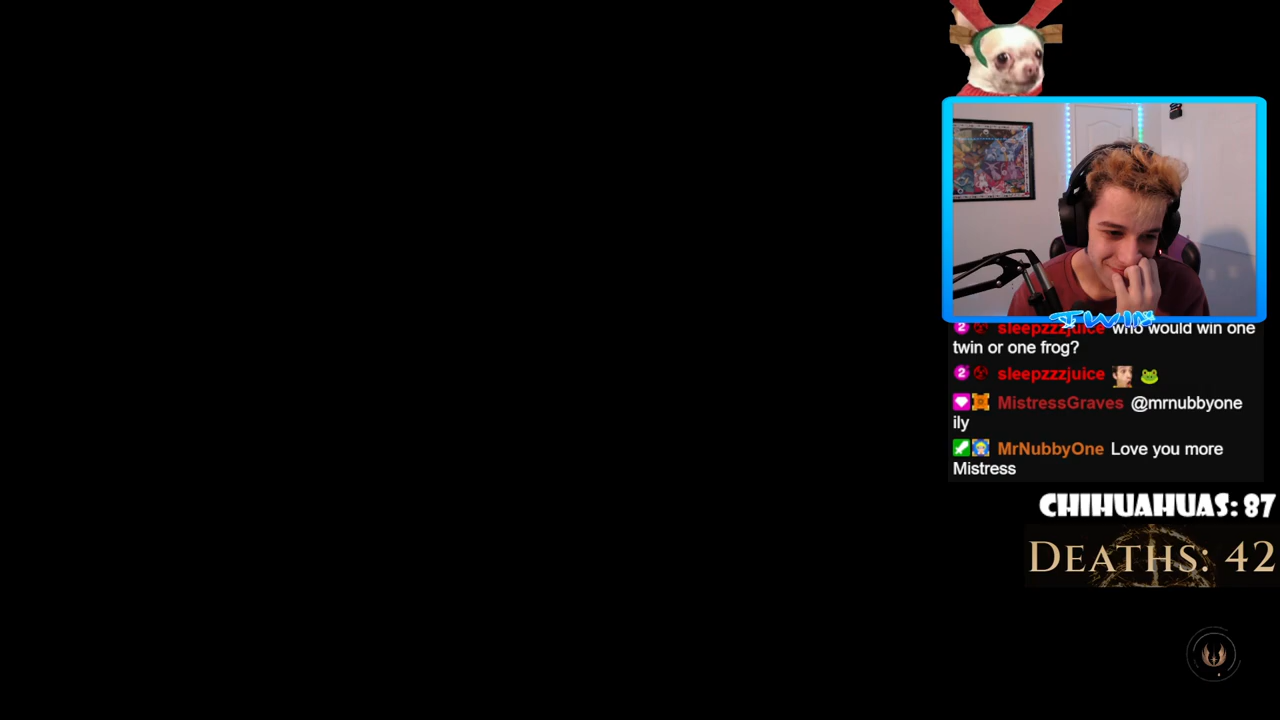 TWIN
sleepzzzjuice who would win one
twin or one frog?
sleepzzzjuice
MistressGraves @mrnubbyone
ily
MrNubbyOne Love you more
Mistress
CHIHUAHUAS: 87
DEATHS: 42